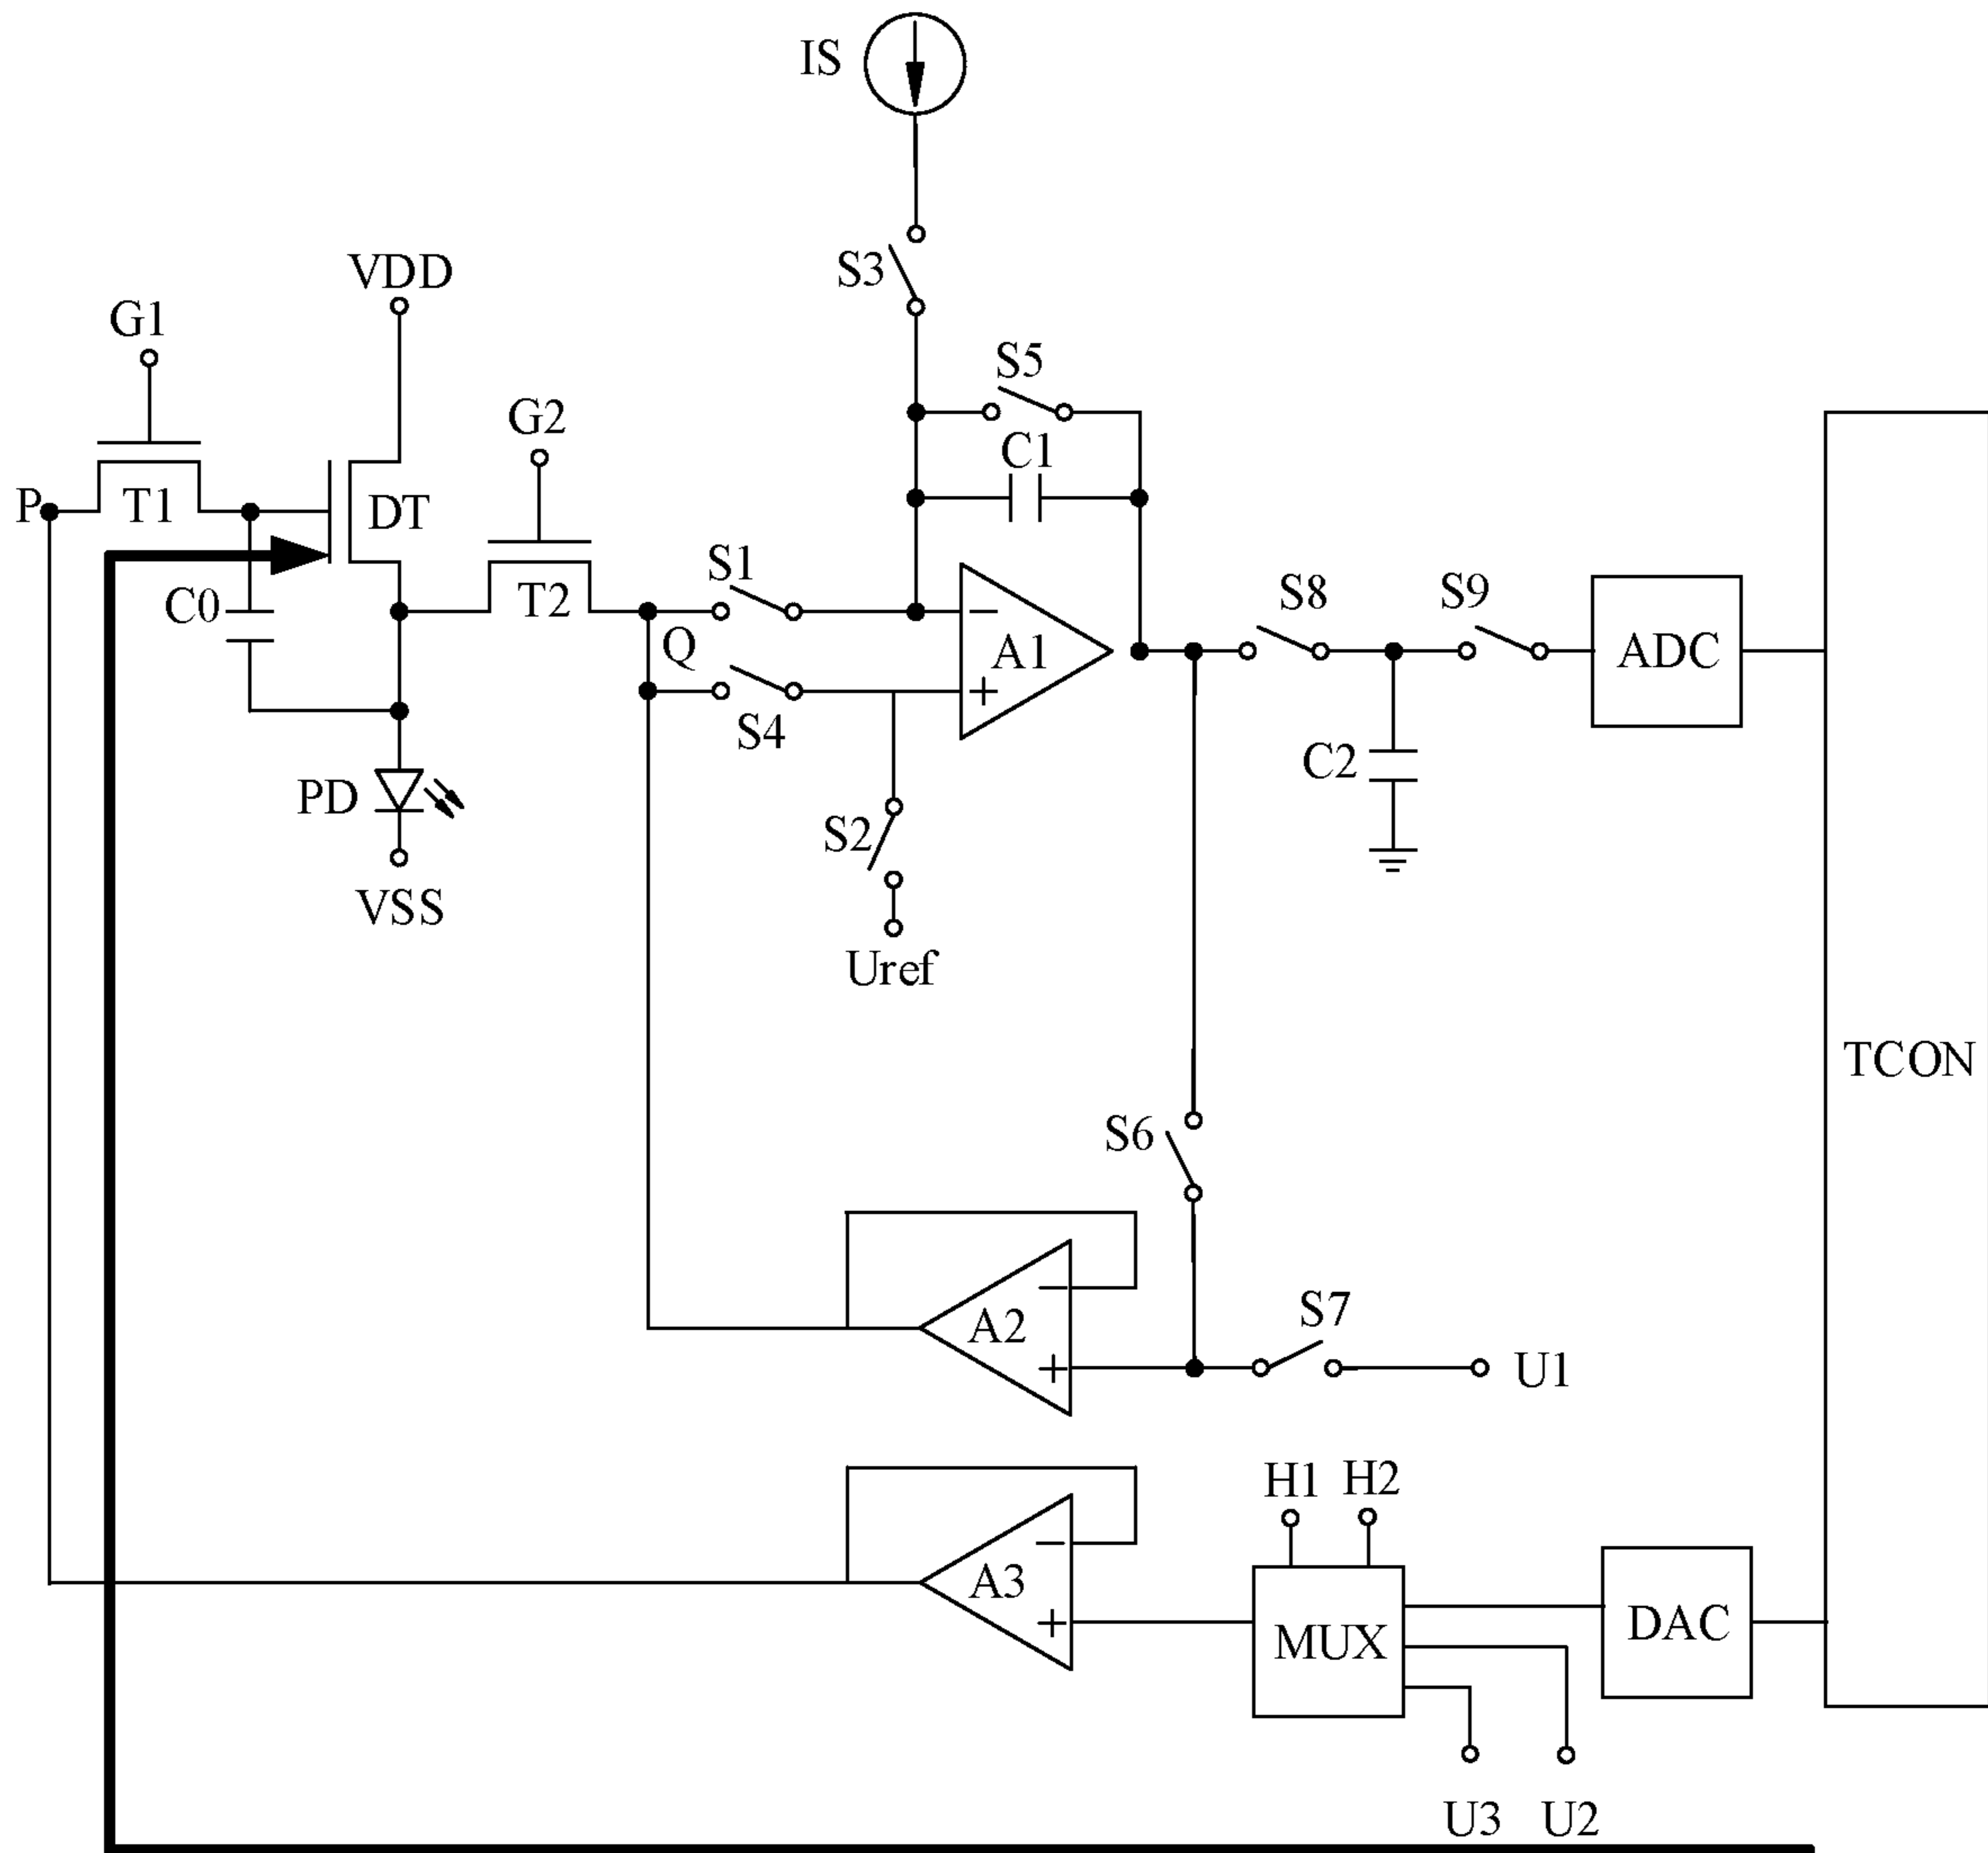 IS
S3
VDD
G1
S5
G2
C1
P
T1
DT
S1
S8
S9
C0
T2
Q
A1
ADC
S4
PD
C2
S2
VSS
Uref
TCON
S6
S7
A2
U1
H1
H2
A3
MUX
DAC
U3
U2